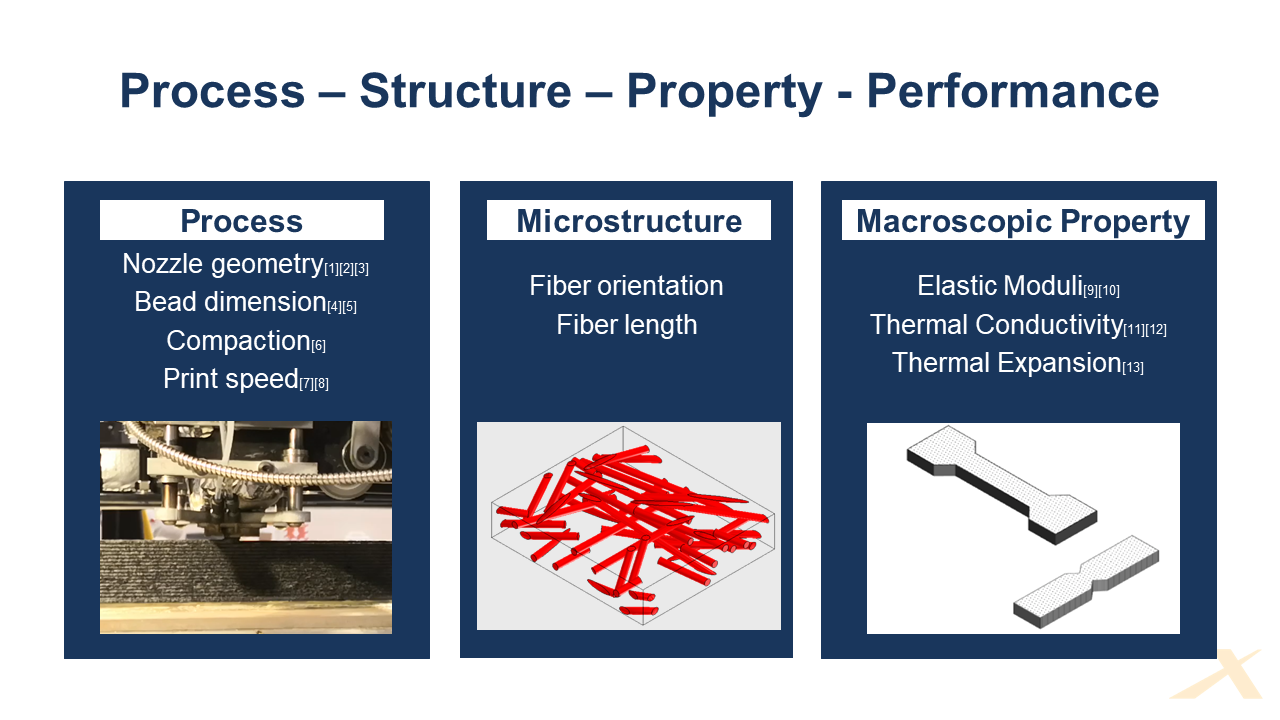 Process – Structure – Property - Performance
Process
Nozzle geometry[1][2][3]
Bead dimension[4][5]
Compaction[6]
Print speed[7][8]
Microstructure
Fiber orientation
Fiber length
Macroscopic Property
Elastic Moduli[9][10]
Thermal Conductivity[11][12]
Thermal Expansion[13]